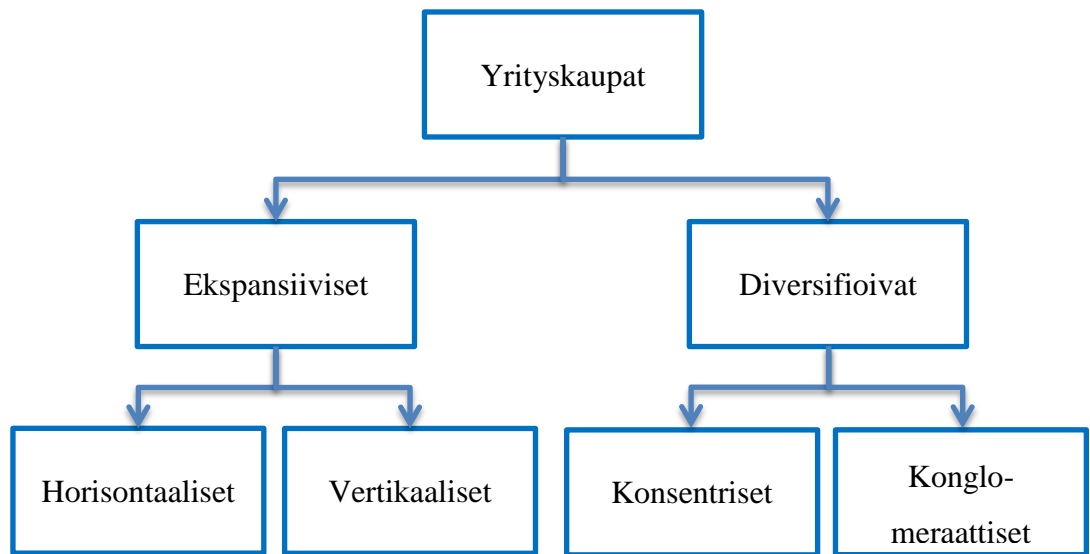 Yrityskaupat
Ekspansiiviset
Diversifioivat
Horisontaaliset
Vertikaaliset
Konsentriset
Konglo-
meraattiset